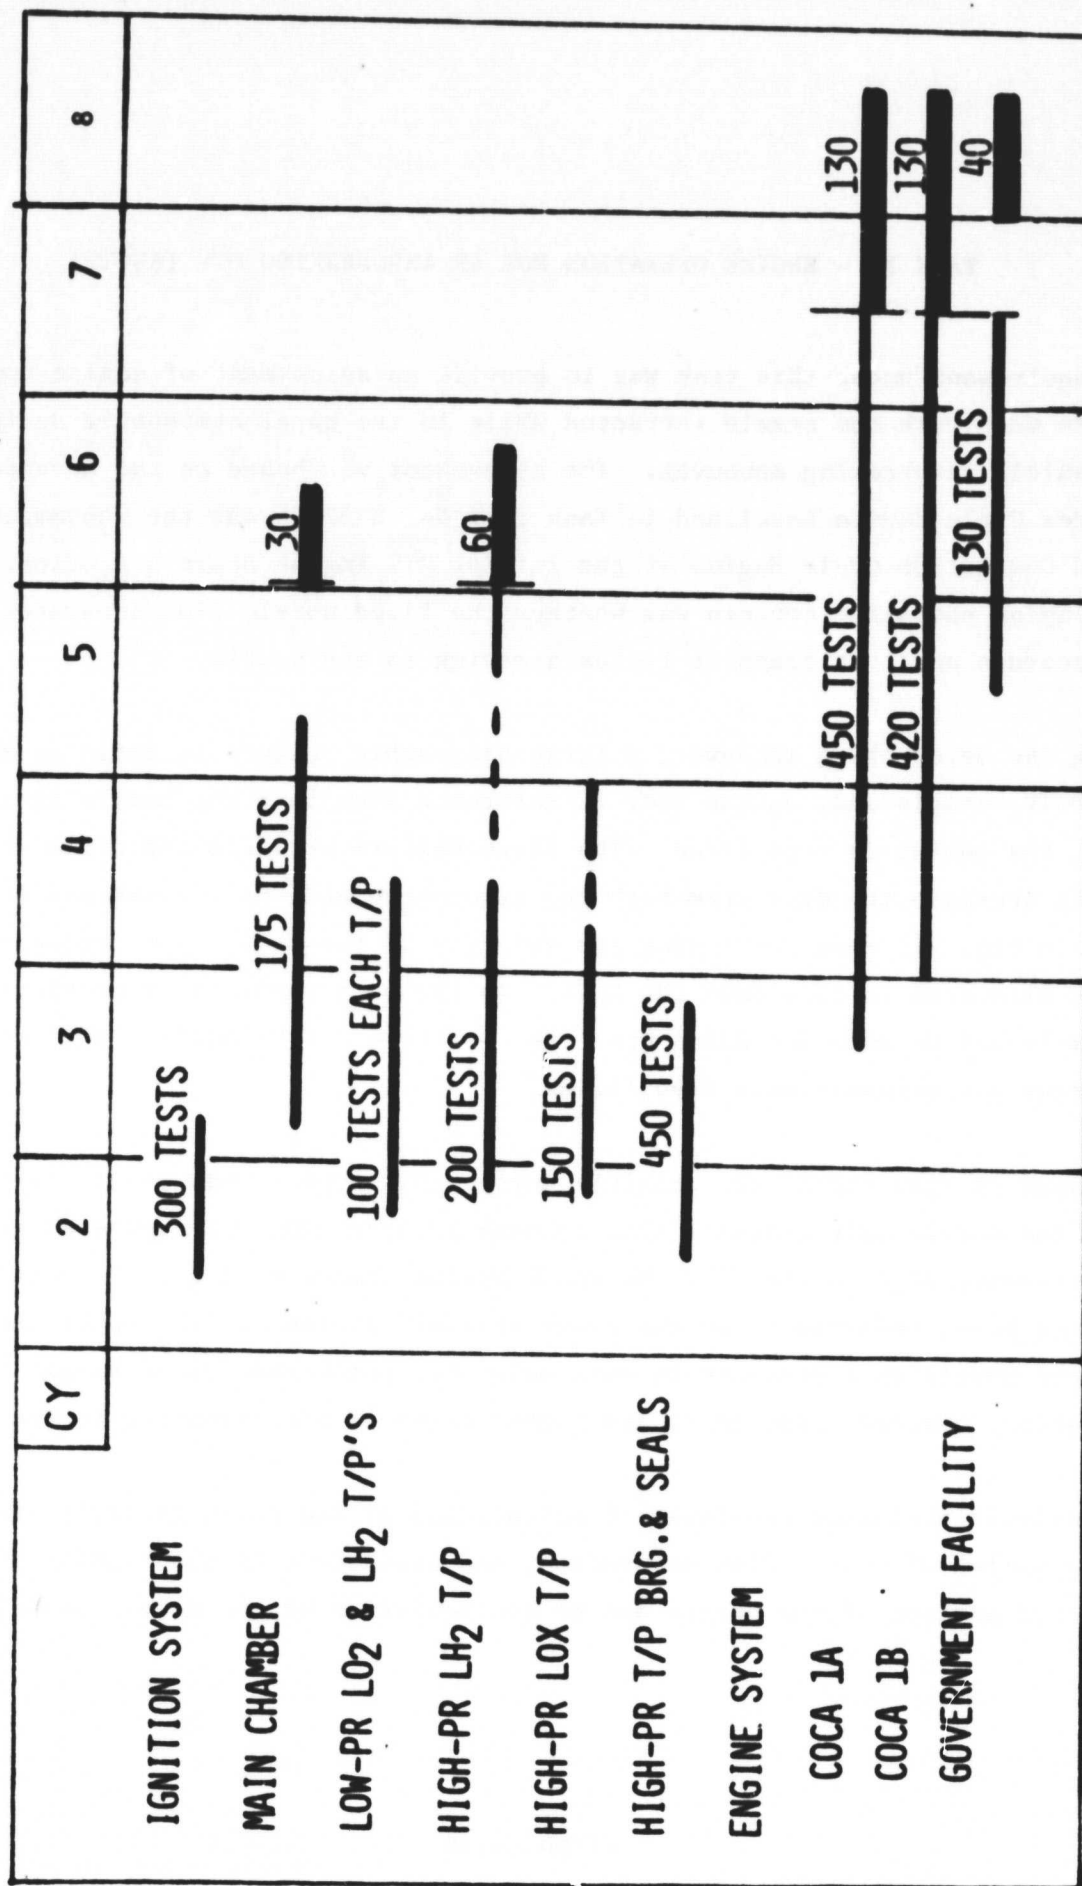 CY 2 3 4 5 6 7 8
IGNITION SYSTEM 300 TESTS
MAIN CHAMBER 175 TESTS 30
LOW-PR LO2 & LH2 T/P'S 100 TESTS EACH T/P
HIGH-PR LH2 T/P 200 TESTS 60
HIGH-PR LOX T/P 150 TESTS
HIGH-PR T/P BRG.& SEALS 450 TESTS
ENGINE SYSTEM
COCA 1A 450 TESTS 130
COCA 1B 420 TESTS 130
GOVERNMENT FACILITY 130 TESTS 40